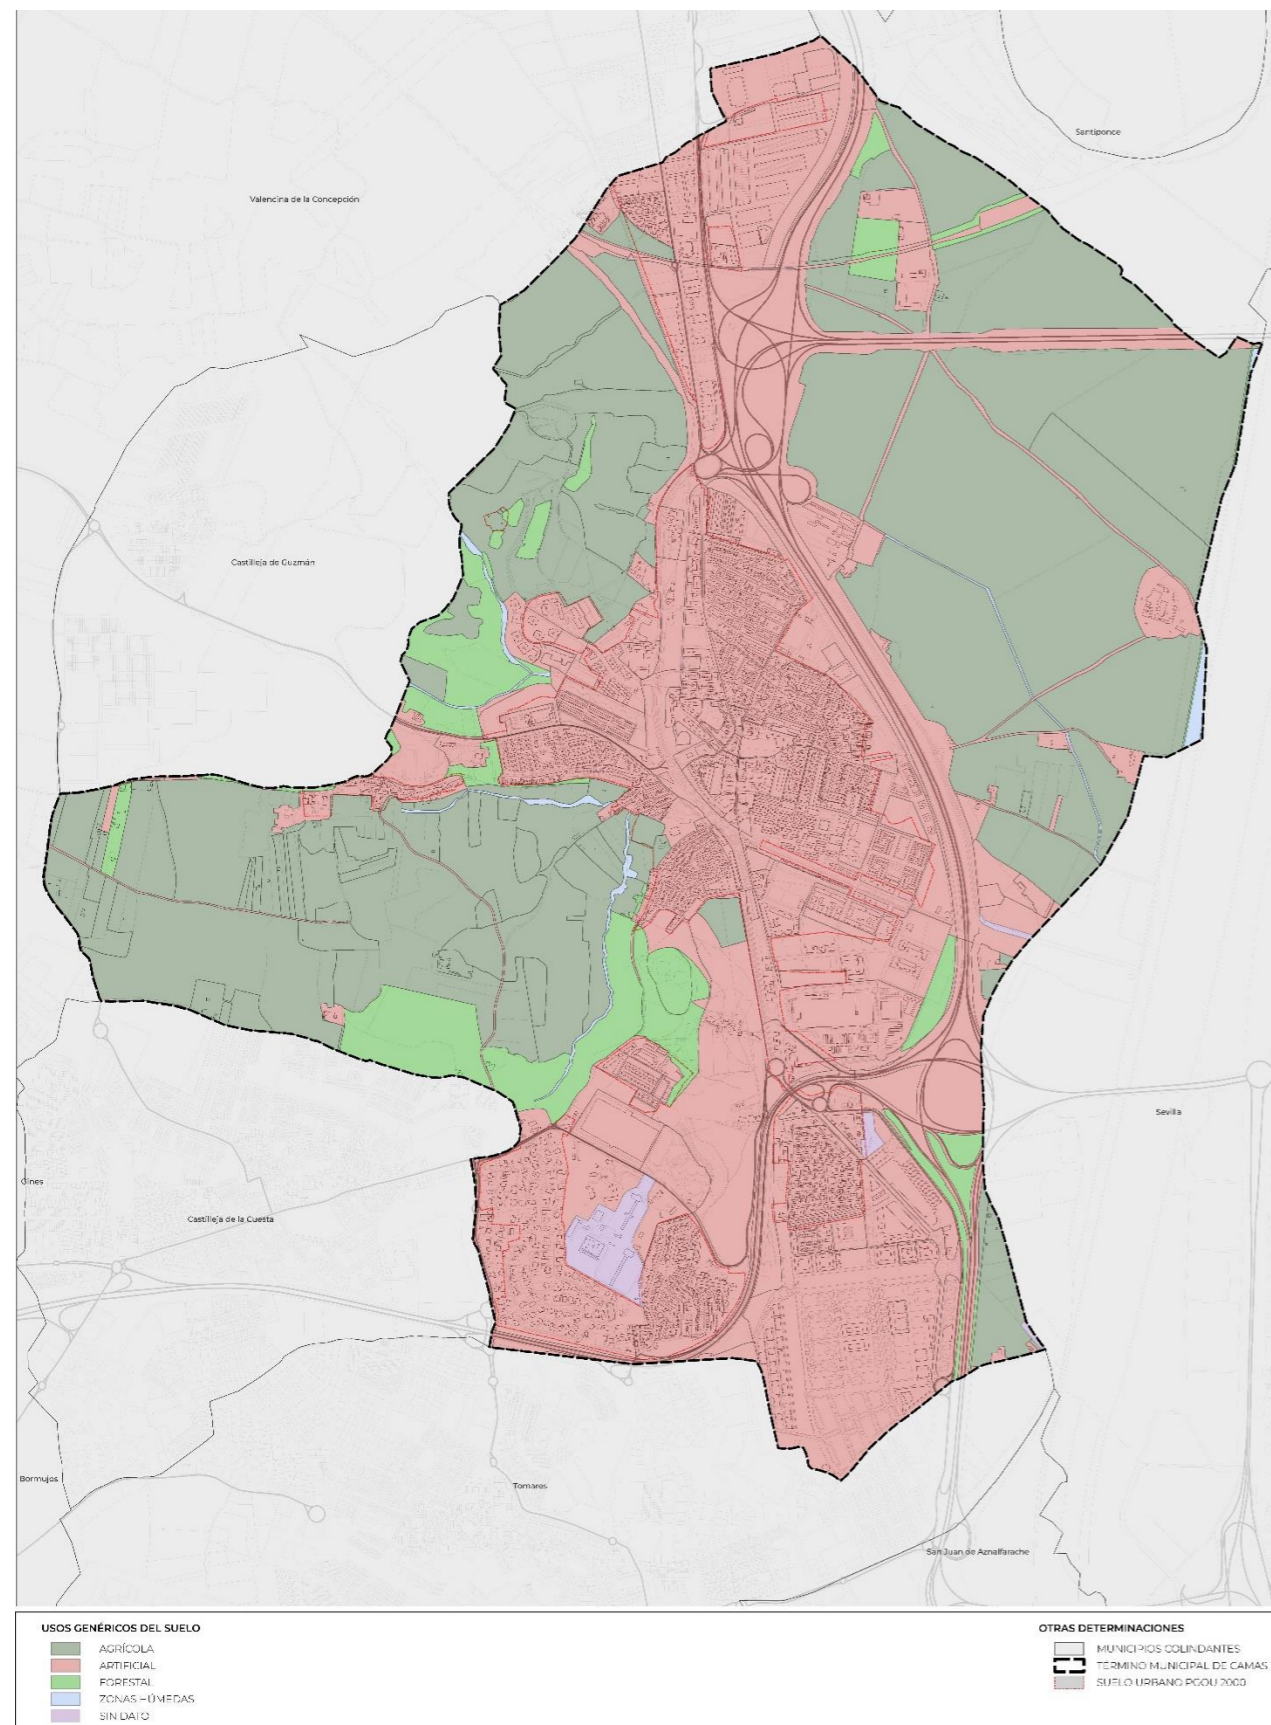 Santiponce
Valencina de la Concepción
Castilleja de Guzmán
Sevilla
Gines
Castilleja de la Cuesta
Bormujos
Tomares
San Juan de Aznalfarache
USOS GENÉRICOS DEL SUELO
AGRÍCOLA
ARTIFICIAL
FORESTAL
ZONAS HÚMEDAS
SIN DATO
OTRAS DETERMINACIONES
MUNICIPIOS COLINDANTES
TÉRMINO MUNICIPAL DE CAMAS
SUELO URBANO PGOU 2000